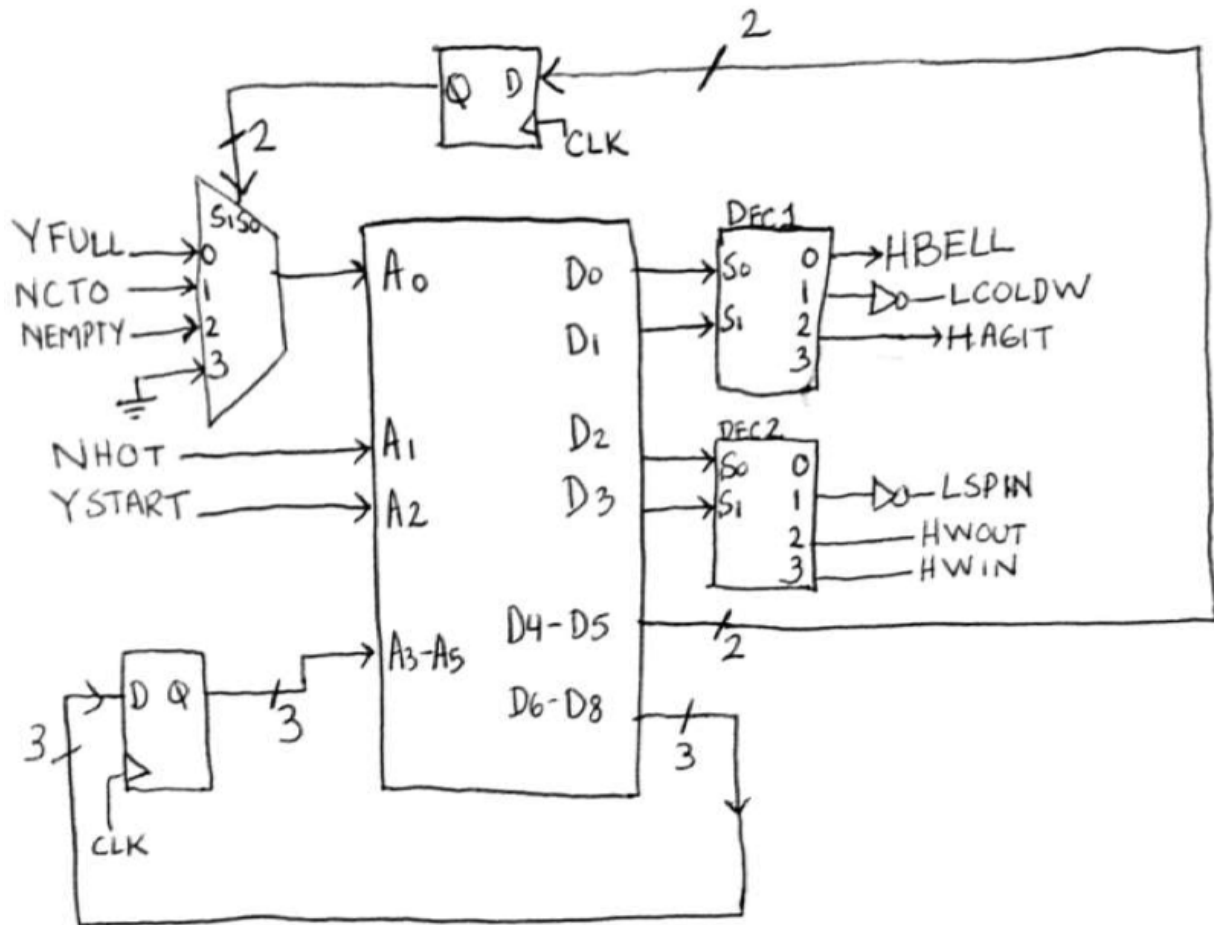 2
Q D
CLK
2
S1S0
YFULL 0
NCTO 1
NEMPTY 2
3
NHOT
YSTART
A0
A1
A2
A3-A5
D0
D1
D2
D3
D4-D5
D6-D8
DEC1
S0 0 HBELL
S1 1 LCOLDW
2 HAGIT
3
DEC2
S0 0
S1 1 LSPIN
2 HWOUT
3 HWIN
2
3
D Q
3
3
CLK